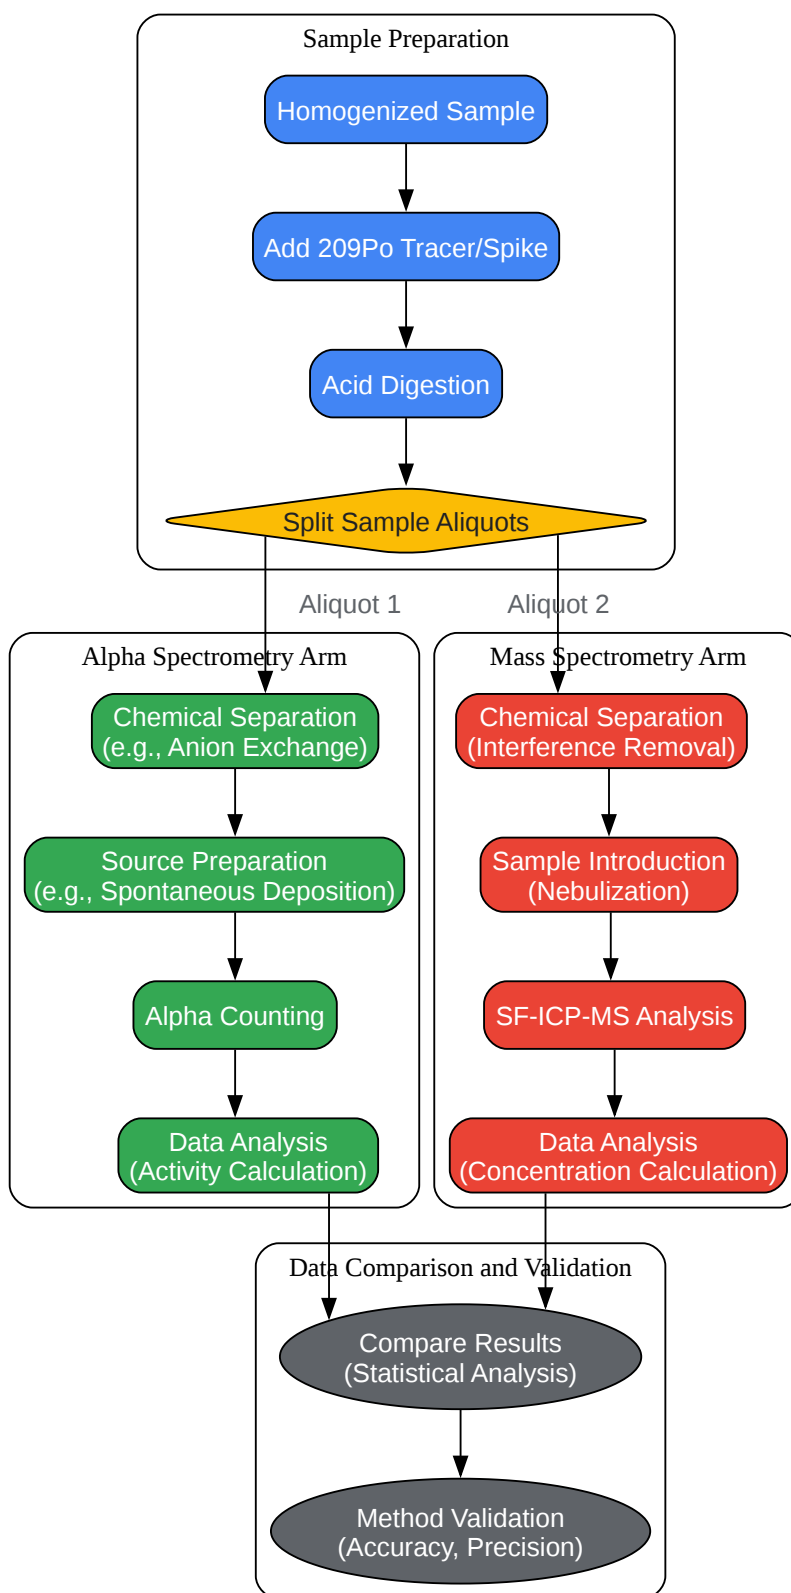 Sample Preparation
Homogenized Sample
Add 209Po Tracer/Spike
Acid Digestion
Split Sample Aliquots
Aliquot 1
Aliquot 2
Alpha Spectrometry Arm
Chemical Separation
(e.g., Anion Exchange)
Source Preparation
(e.g., Spontaneous Deposition)
Alpha Counting
Data Analysis
(Activity Calculation)
Mass Spectrometry Arm
Chemical Separation
(Interference Removal)
Sample Introduction
(Nebulization)
SF-ICP-MS Analysis
Data Analysis
(Concentration Calculation)
Data Comparison and Validation
Compare Results
(Statistical Analysis)
Method Validation
(Accuracy, Precision)